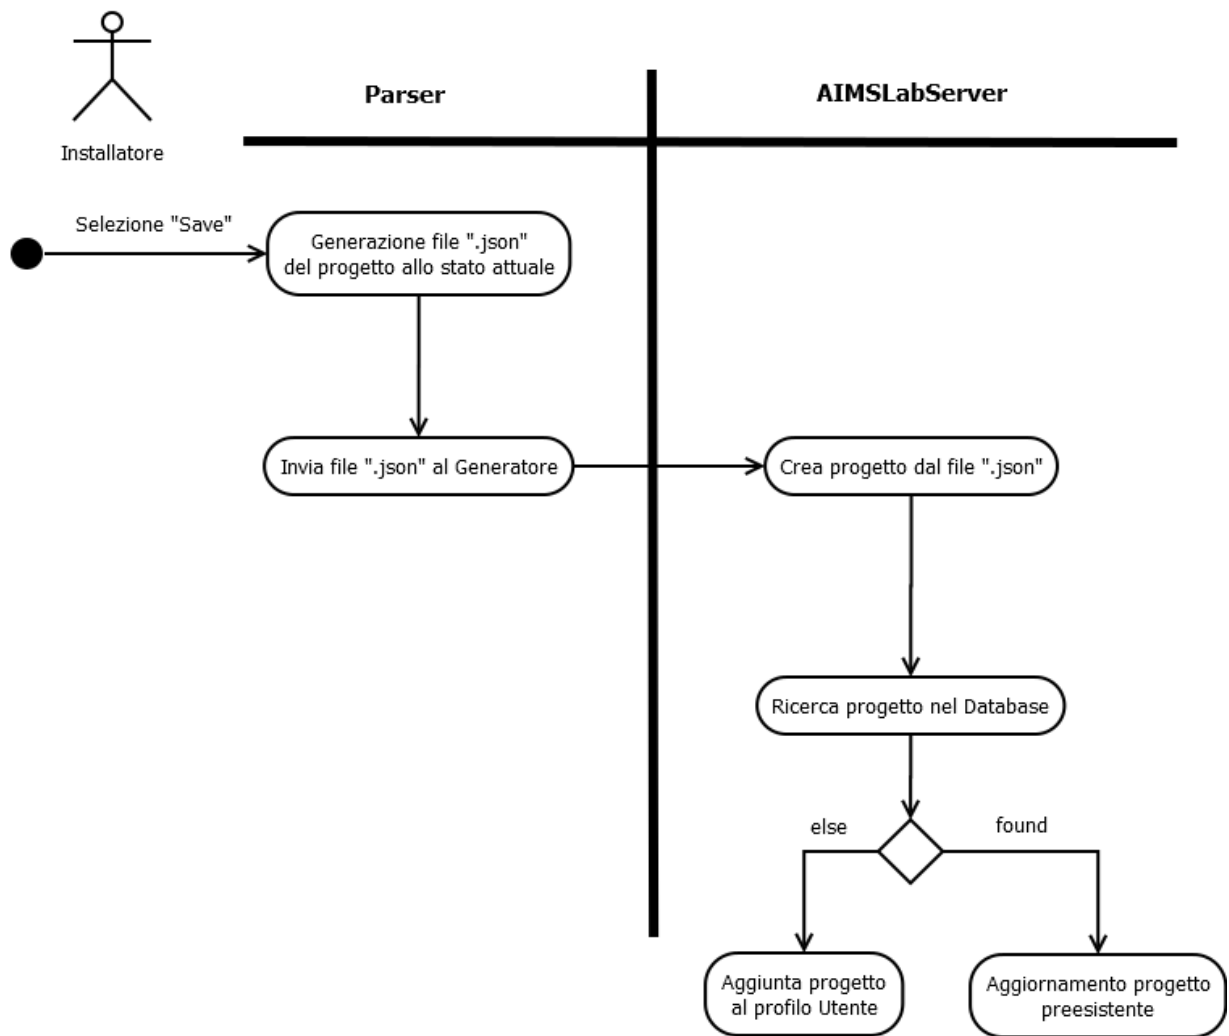 Parser
AIMSLabServer
Installatore
Selezione "Save"
Generazione file ".json"
del progetto allo stato attuale
Invia file ".json" al Generatore
Crea progetto dal file ".json"
Ricerca progetto nel Database
else
found
Aggiunta progetto
al profilo Utente
Aggiornamento progetto
preesistente